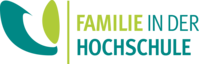 FAMILIE IN DER
HOCHSCHULE